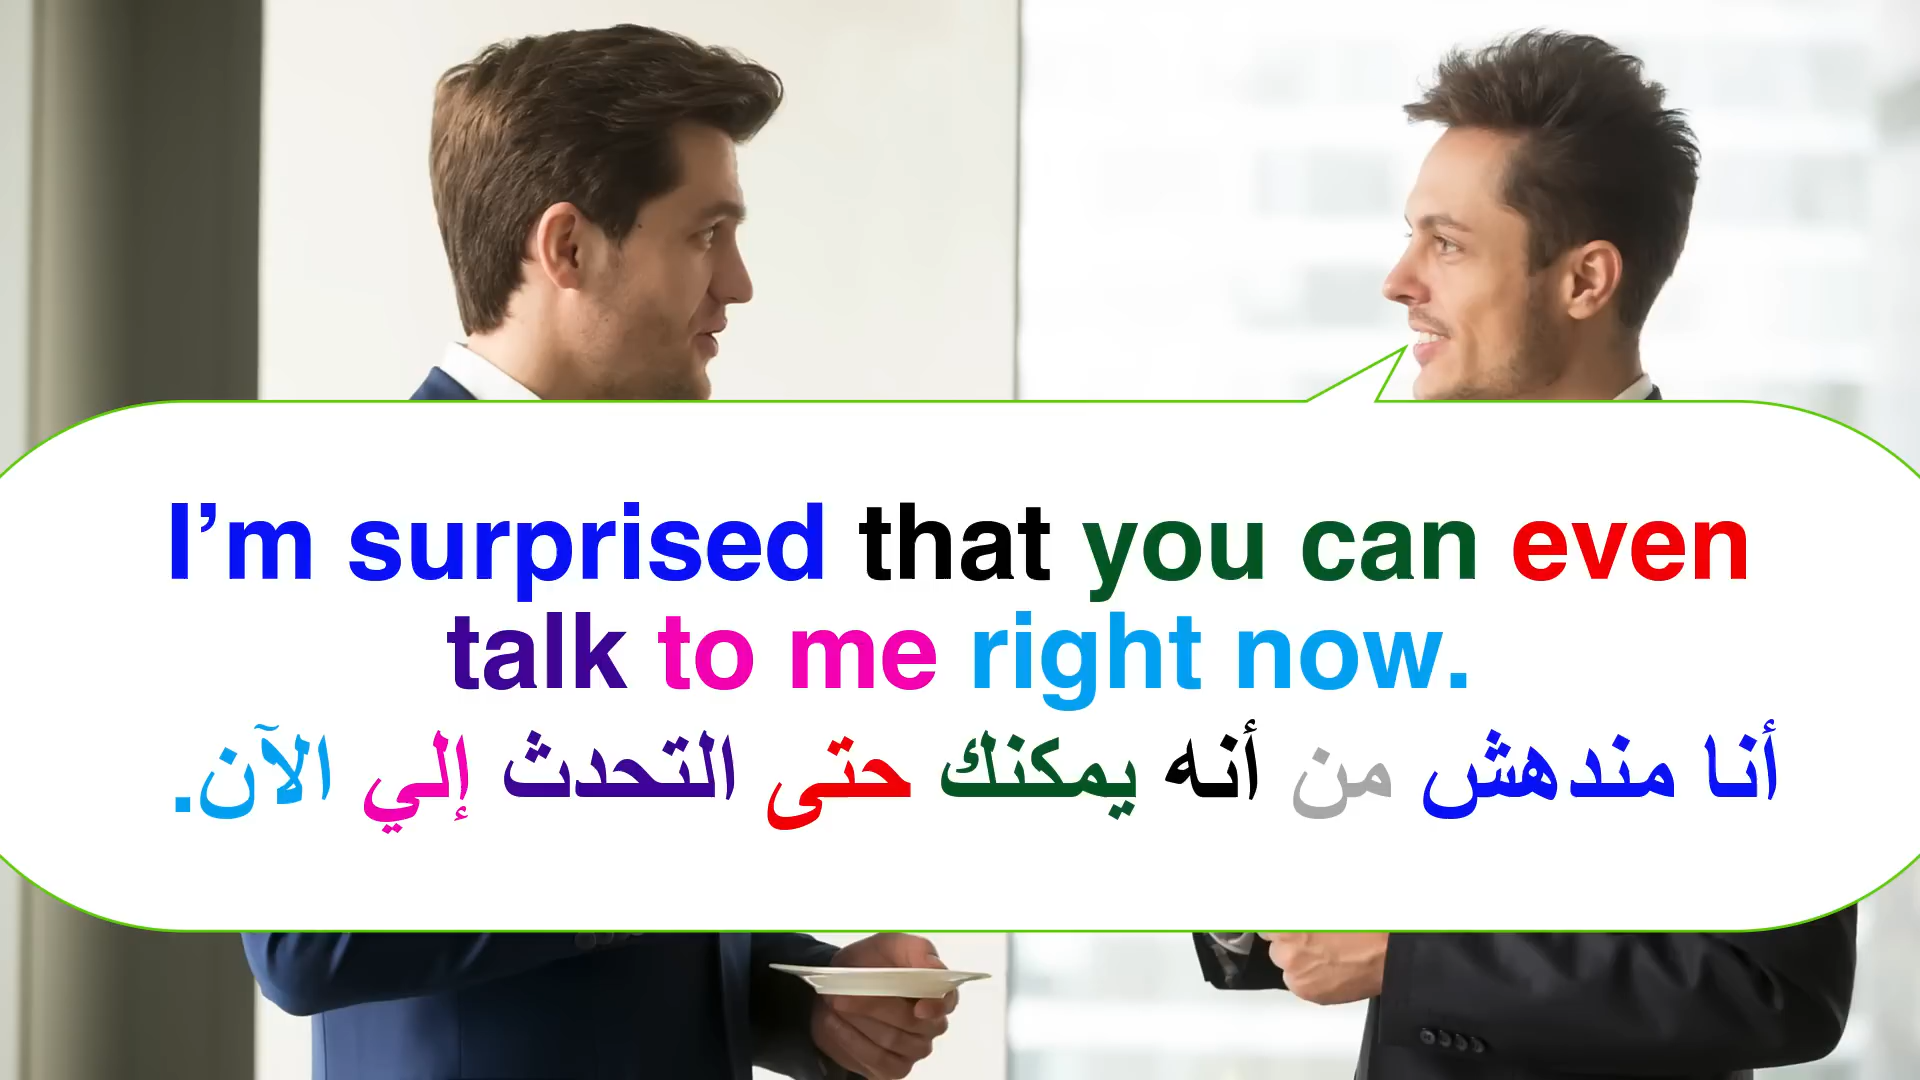 I’m surprised that you can even
talk to me right now.
أنا مندهش من أنه يمكنك حتى التحدث إلي الآن.